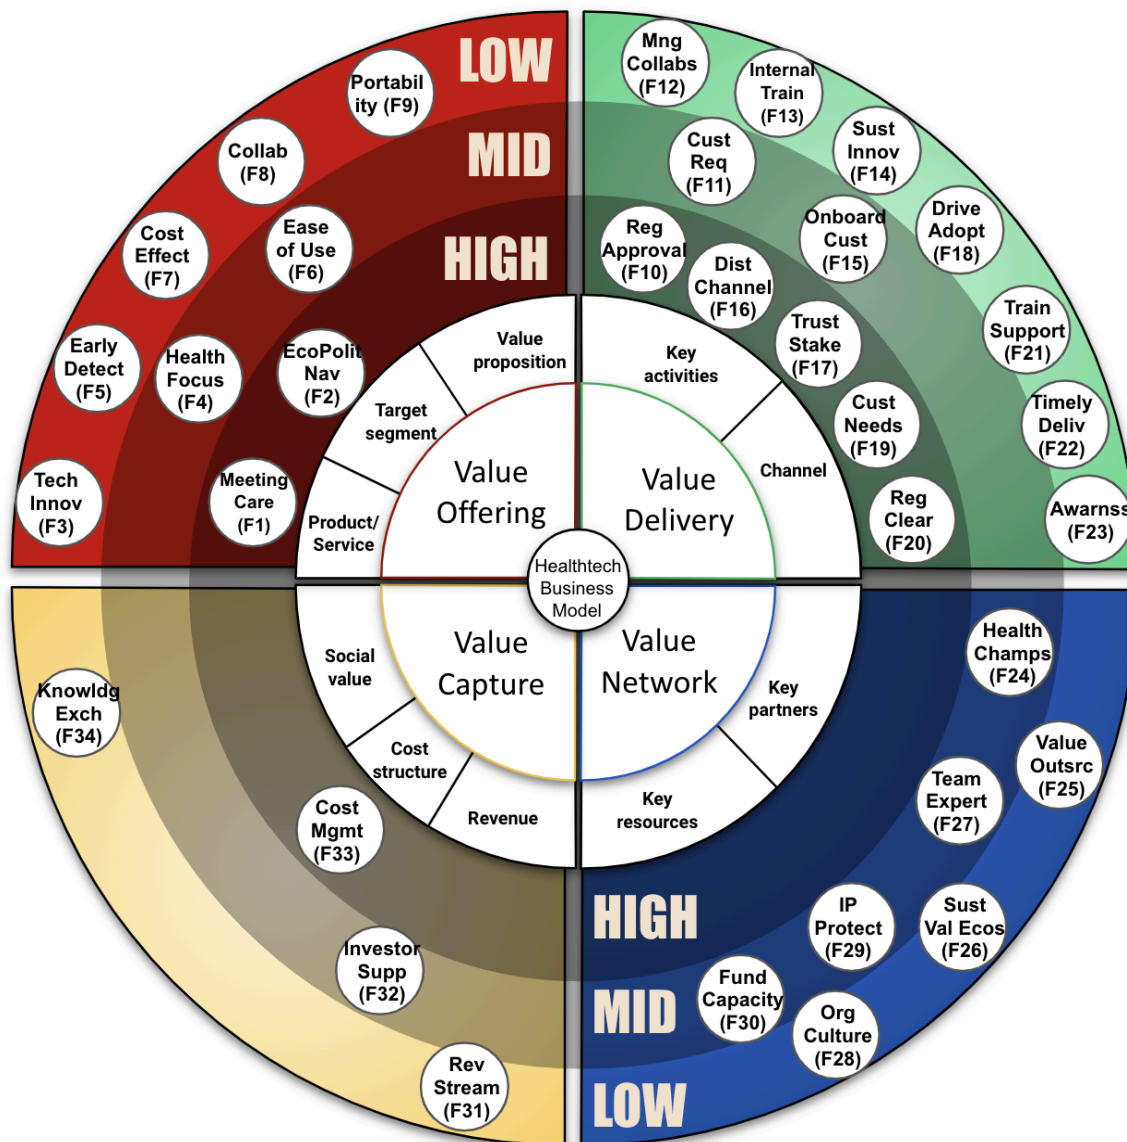 LOW
MID
HIGH
Portabil
ity (F9)
Collab
(F8)
Cost
Effect
(F7)
Ease
of Use
(F6)
Early
Detect
(F5)
Health
Focus
(F4)
EcoPolit
Nav
(F2)
Tech
Innov
(F3)
Meeting
Care
(F1)
Mng
Collabs
(F12)
Internal
Train
(F13)
Cust
Req
(F11)
Sust
Innov
(F14)
Reg
Approval
(F10)
Dist
Channel
(F16)
Onboard
Cust
(F15)
Drive
Adopt
(F18)
Trust
Stake
(F17)
Train
Support
(F21)
Cust
Needs
(F19)
Timely
Deliv
(F22)
Reg
Clear
(F20)
Awarnss
(F23)
Value
proposition
Target
segment
Product/
Service
Key
activities
Channel
Value
Offering
Value
Delivery
Healthtech
Business
Model
Value
Capture
Value
Network
Social
value
Cost
structure
Revenue
Key
partners
Key
resources
Knowldg
Exch
(F34)
Cost
Mgmt
(F33)
Investor
Supp
(F32)
Rev
Stream
(F31)
Health
Champs
(F24)
Value
Outsrc
(F25)
Team
Expert
(F27)
IP
Protect
(F29)
Sust
Val Ecos
(F26)
Fund
Capacity
(F30)
Org
Culture
(F28)
HIGH
MID
LOW